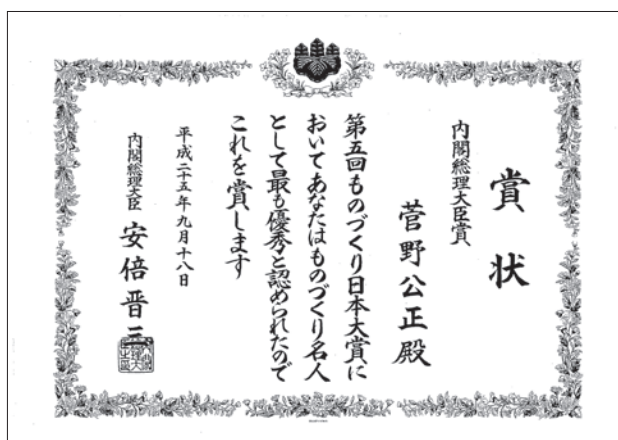 賞状
内閣総理大臣賞
菅野公正殿
第五回ものづくり日本大賞に
おいてあなたはものづくり名人
として最も優秀と認められたので
これを賞します
平成二十五年九月十八日
内閣総理大臣 安倍晋三